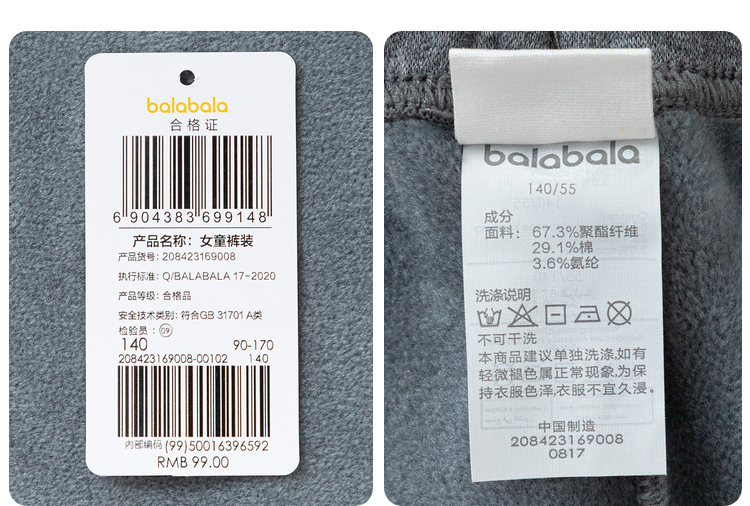 balabala
合格证
6 904383 699148
产品名称：女童裤装
产品货号：208423169008
执行标准：Q/BALABALA 17-2020
产品等级：合格品
安全技术类别：符合GB 31701 A类
检验员：09
140 90-170
208423169008-00102 140
内部编码 (99)50016396592
RMB 99.00
balabala
140/55
成分
面料：67.3%聚酯纤维
29.1%棉
3.6%氨纶
洗涤说明
不可干洗
本商品建议单独洗涤,如有
轻微褪色属正常现象,为保
持衣服色泽,衣服不宜久浸。
中国制造
208423169008
0817